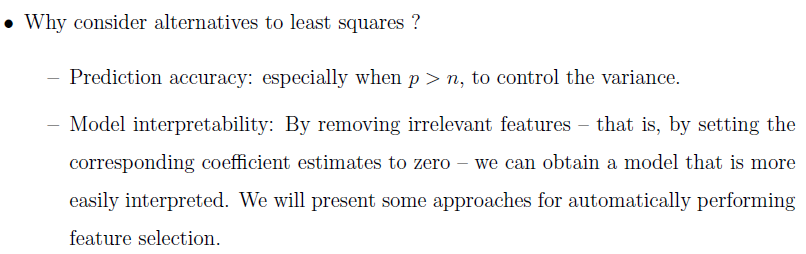 • Why consider alternatives to least squares ?
– Prediction accuracy: especially when p > n, to control the variance.
– Model interpretability: By removing irrelevant features – that is, by setting the
corresponding coefficient estimates to zero – we can obtain a model that is more
easily interpreted. We will present some approaches for automatically performing
feature selection.